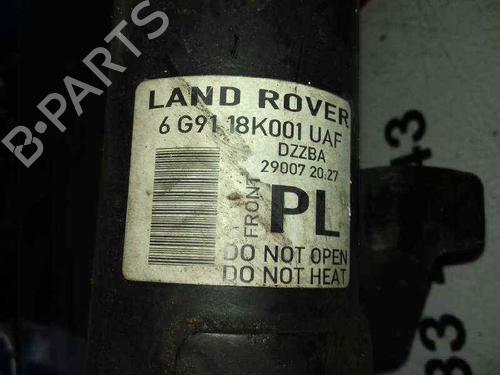 B-PARTS
LAND ROVER
6 G91 18K001 UAF
DZZBA
29007 20:27
FRONT
PL
DO NOT OPEN
DO NOT HEAT